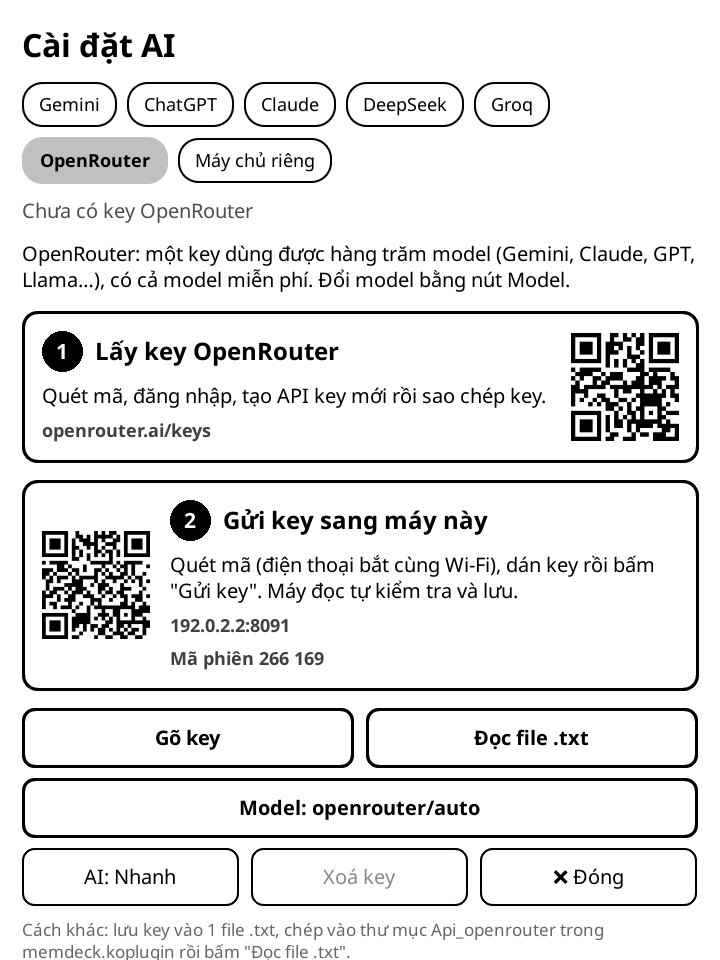 Cài đặt AI
Gemini
ChatGPT
Claude
DeepSeek
Groq
OpenRouter
Máy chủ riêng
Chưa có key OpenRouter
OpenRouter: một key dùng được hàng trăm model (Gemini, Claude, GPT,
Llama...), có cả model miễn phí. Đổi model bằng nút Model.
1 Lấy key OpenRouter
Quét mã, đăng nhập, tạo API key mới rồi sao chép key.
openrouter.ai/keys
2 Gửi key sang máy này
Quét mã (điện thoại bắt cùng Wi-Fi), dán key rồi bấm
"Gửi key". Máy đọc tự kiểm tra và lưu.
192.0.2.2:8091
Mã phiên 266 169
Gõ key
Đọc file .txt
Model: openrouter/auto
AI: Nhanh
Xoá key
× Đóng
Cách khác: lưu key vào 1 file .txt, chép vào thư mục Api_openrouter trong
memdeck.koplugin rồi bấm "Đọc file .txt".